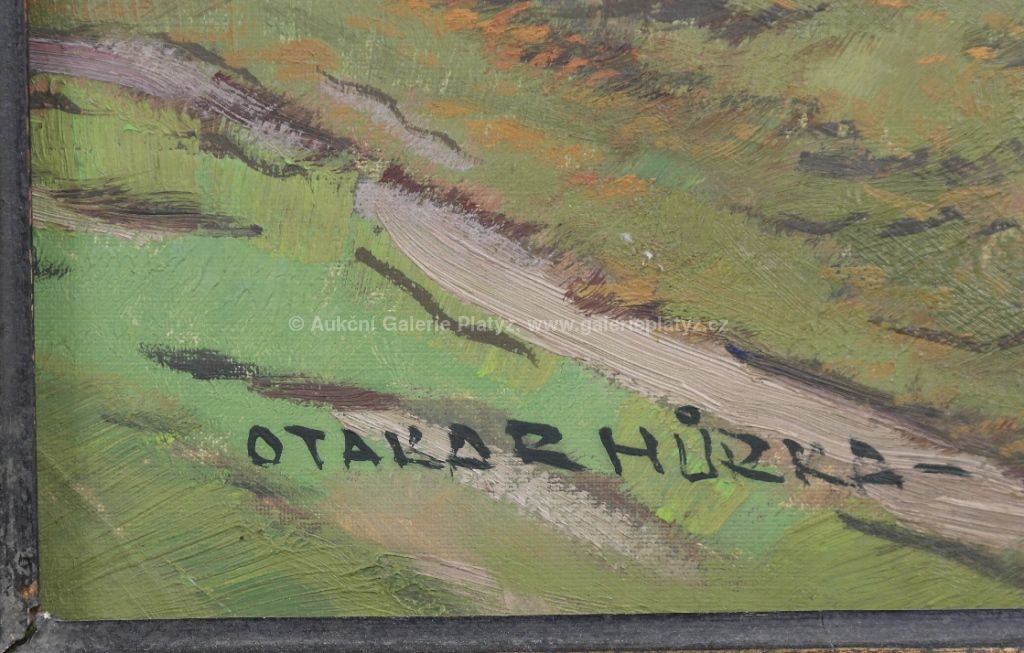 © Aukční Galerie Platýz, www.galerieplatyz.cz
OTAKAR HŮRKA-